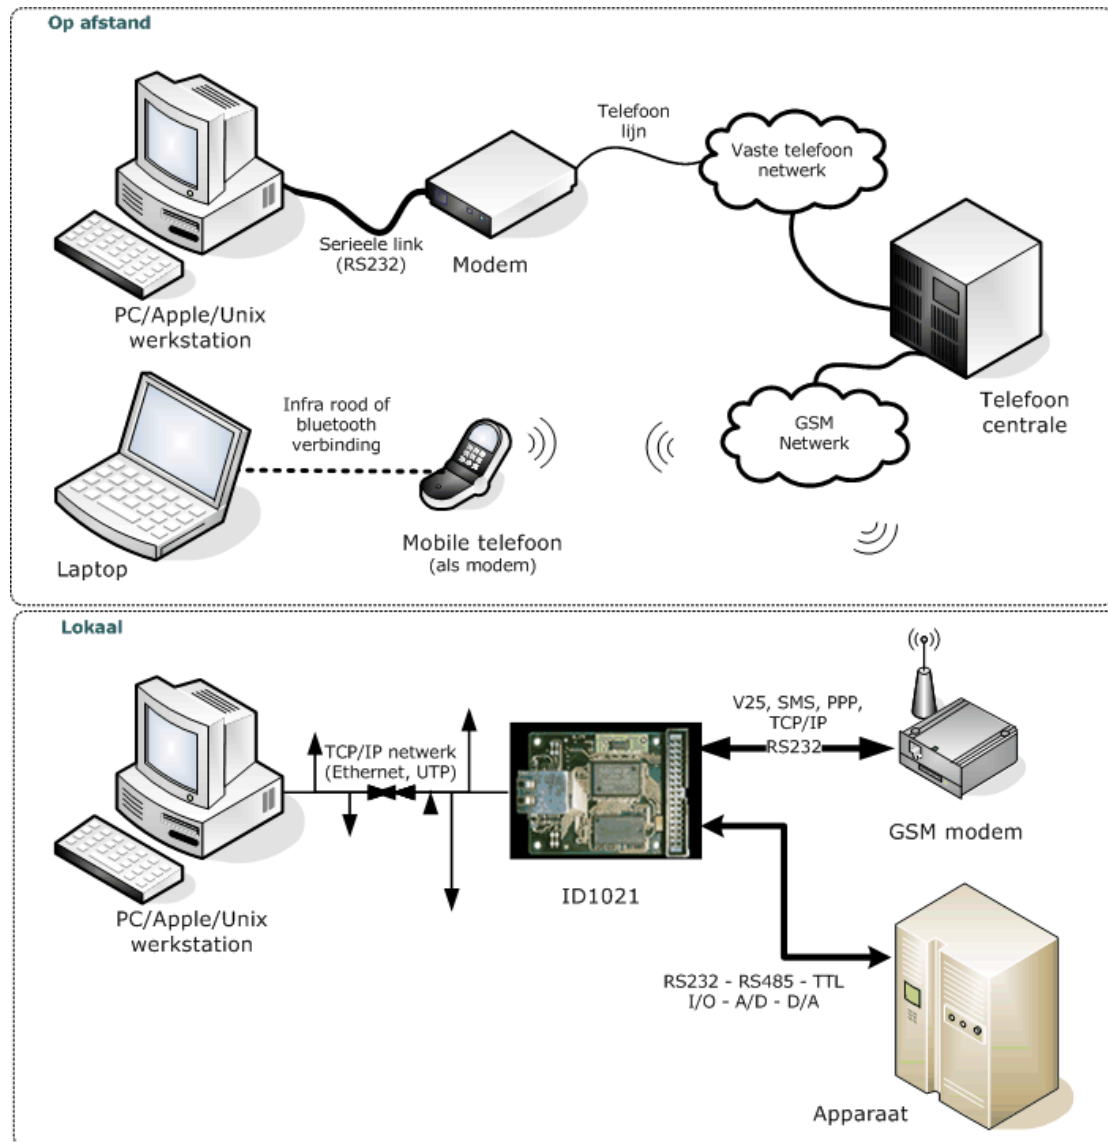 Op afstand
Telefoon
lijn
Vaste telefoon
netwerk
Serieele link
(RS232)
Modem
PC/Apple/Unix
werkstation
Infra rood of
bluetooth
verbinding
GSM
Netwerk
Telefoon
centrale
Mobile telefoon
(als modem)
Laptop
Lokaal
V25, SMS, PPP,
TCP/IP
RS232
TCP/IP netwerk
(Ethernet, UTP)
GSM modem
ID1021
PC/Apple/Unix
werkstation
RS232 - RS485 - TTL
I/O - A/D - D/A
Apparaat